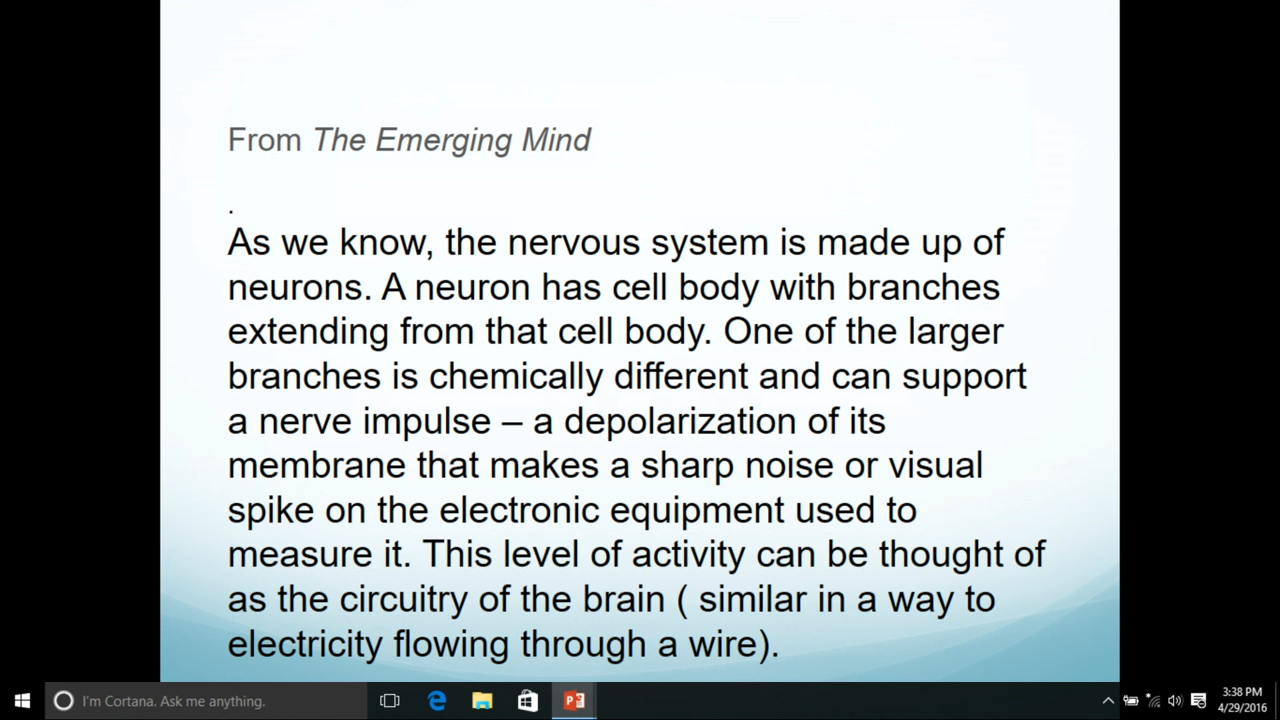 From The Emerging Mind
.
As we know, the nervous system is made up of
neurons. A neuron has cell body with branches
extending from that cell body. One of the larger
branches is chemically different and can support
a nerve impulse – a depolarization of its
membrane that makes a sharp noise or visual
spike on the electronic equipment used to
measure it. This level of activity can be thought of
as the circuitry of the brain ( similar in a way to
electricity flowing through a wire).
I'm Cortana. Ask me anything.
3:38 PM
4/29/2016